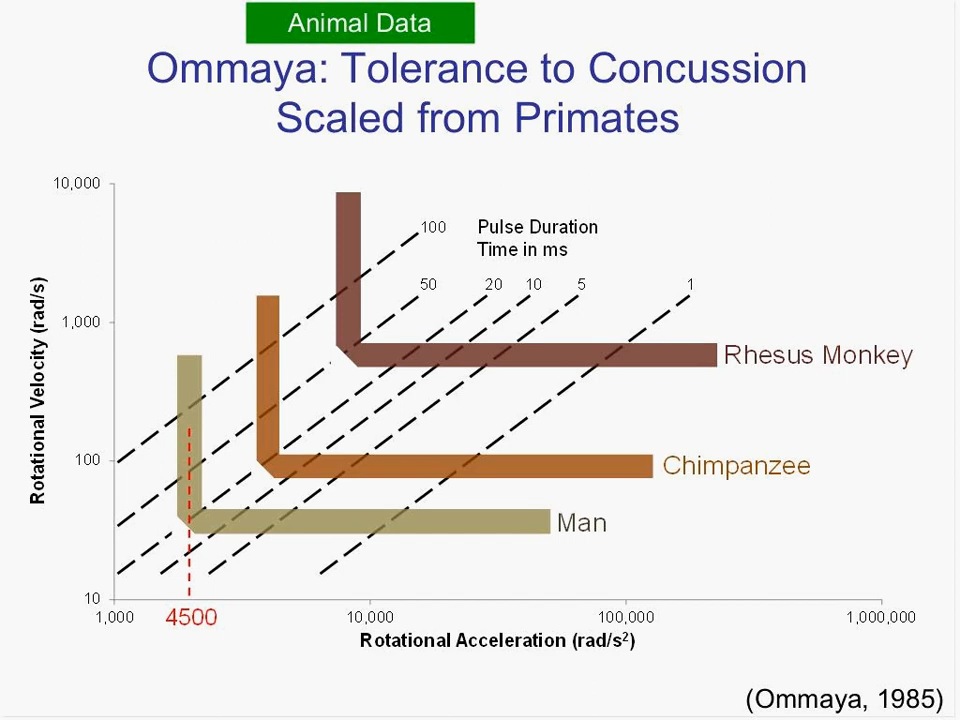 Animal Data
Ommaya: Tolerance to Concussion
Scaled from Primates
10,000
1,000
100
10
Rotational Velocity (rad/s)
100
Pulse Duration
Time in ms
50
20
10
5
1
Rhesus Monkey
Chimpanzee
Man
1,000
4500
10,000
100,000
1,000,000
Rotational Acceleration (rad/s²)
(Ommaya, 1985)